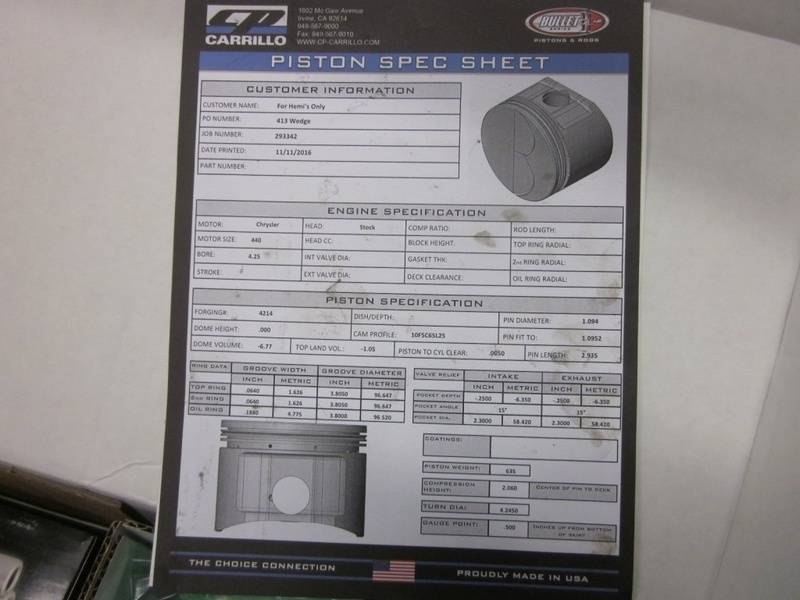 CP
CARRILLO
1902 Mc Gaw Avenue
Irvine, CA 92614
949-567-9000
Fax: 949-567-9010
WWW.CP-CARRILLO.COM
BULLET
SERIES
PISTONS & RODS
PISTON SPEC SHEET
CUSTOMER INFORMATION
CUSTOMER NAME: For Hemi's Only
PO NUMBER: 413 Wedge
JOB NUMBER: 293342
DATE PRINTED: 11/11/2016
PART NUMBER:
ENGINE SPECIFICATION
MOTOR: Chrysler HEAD: Stock COMP RATIO: ROD LENGTH:
MOTOR SIZE: 440 HEAD CC: BLOCK HEIGHT: TOP RING RADIAL:
BORE: 4.25 INT VALVE DIA: GASKET THK: 2nd RING RADIAL:
STROKE: EXT VALVE DIA: DECK CLEARANCE: OIL RING RADIAL:
PISTON SPECIFICATION
FORGING# 4214 DISH/DEPTH: PIN DIAMETER: 1.094
DOME HEIGHT: .000 CAM PROFILE: 10F5C65L25 PIN FIT TO: 1.0952
DOME VOLUME: -6.77 TOP LAND VOL.: -1.05 PISTON TO CYL CLEAR: .0050 PIN LENGTH: 2.935
RING DATA GROOVE WIDTH GROOVE DIAMETER
INCH METRIC INCH METRIC
TOP RING .0640 1.626 3.8050 96.647
2ND RING .0640 1.626 3.8050 96.647
OIL RING .1880 4.775 3.8000 96.520
VALVE RELIEF INTAKE EXHAUST
INCH METRIC INCH METRIC
POCKET DEPTH -.2500 -6.350 -.2500 -6.350
POCKET ANGLE 15° 15°
POCKET DIA. 2.3000 58.420 2.3000 58.420
COATINGS:
PISTON WEIGHT: 635
COMPRESSION HEIGHT: 2.060 CENTER OF PIN TO DECK
TURN DIA: 4.2450
GAUGE POINT: .500 INCHES UP FROM BOTTOM OF SKIRT
THE CHOICE CONNECTION
PROUDLY MADE IN USA